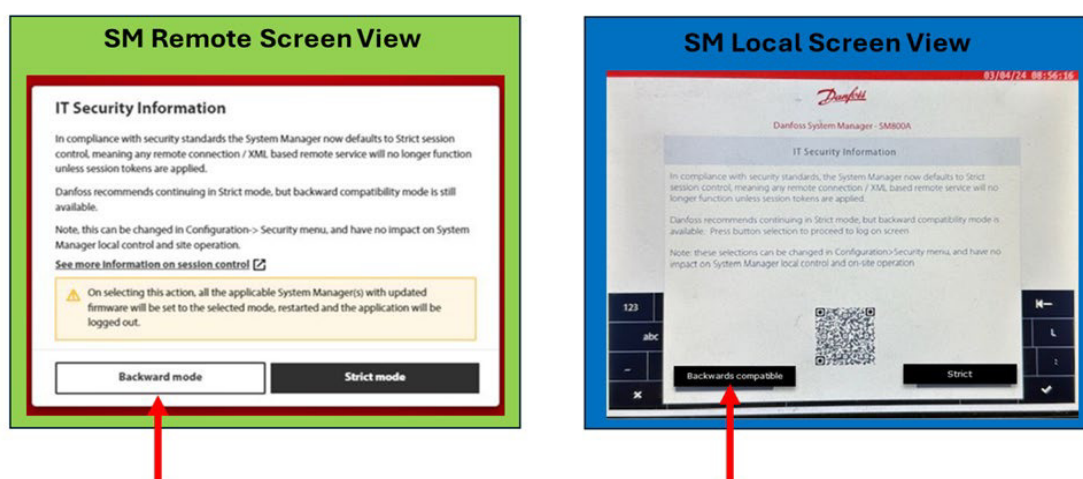 SM Remote Screen View
IT Security Information
In compliance with security standards the System Manager now defaults to Strict session
control, meaning any remote connection / XML based remote service will no longer function
unless session tokens are applied.
Danfoss recommends continuing in Strict mode, but backward compatibility mode is still
available.
Note, this can be changed in Configuration-> Security menu, and have no impact on System
Manager local control and site operation.
See more information on session control
On selecting this action, all the applicable System Manager(s) with updated
firmware will be set to the selected mode, restarted and the application will be
logged out.
Backward mode
Strict mode
SM Local Screen View
03/04/24 08:56:16
Danfoss
Danfoss System Manager - SM800A
IT Security Information
In compliance with security standards, the System Manager now defaults to Strict
session control, meaning any remote connection / XML based remote service will no
longer function unless session tokens are applied.
Danfoss recommends continuing in Strict mode, but backward compatibility mode is
available. Press button selection to proceed to log on screen
Note: these selections can be changed in Configuration>Security menu, and have no
impact on System Manager local control and on-site operation
123
abc
L
-
:
Backwards compatible
Strict